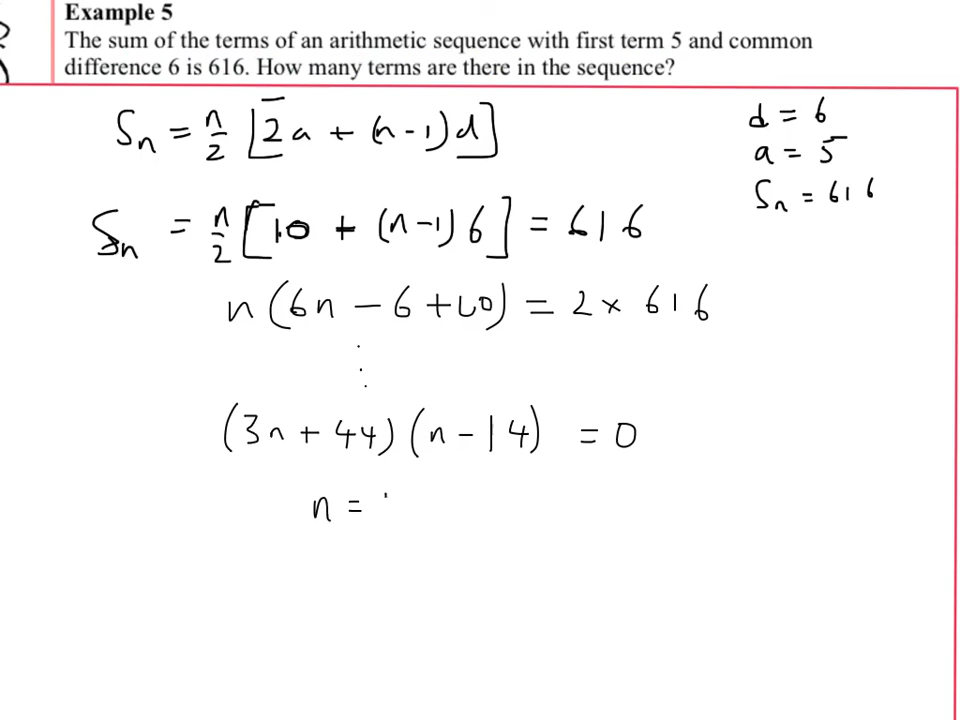 Example 5
The sum of the terms of an arithmetic sequence with first term 5 and common
difference 6 is 616. How many terms are there in the sequence?
Sn = n/2 [2a + (n-1)d]
d = 6
a = 5
Sn = 616
Sn = n/2 [10 + (n-1)6] = 616
n(6n - 6 + 10) = 2 × 616
⋮
(3n + 44)(n - 14) = 0
n =